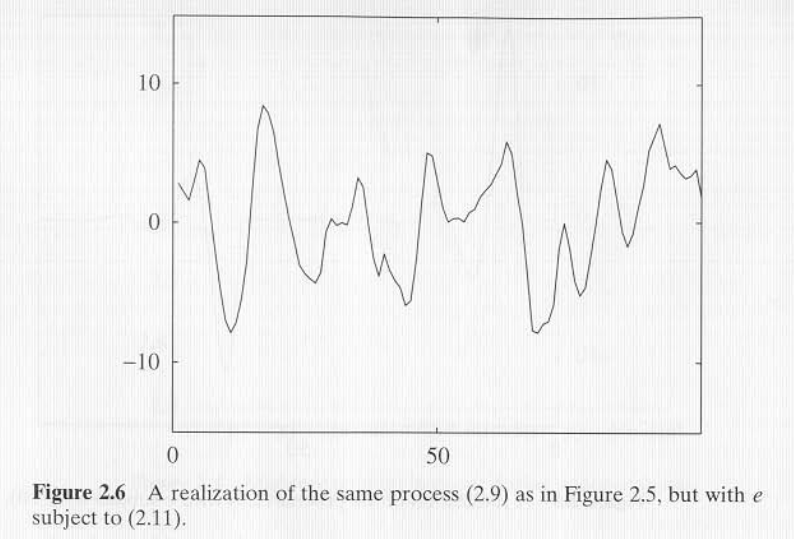 10
0
−10
0
50
Figure 2.6 A realization of the same process (2.9) as in Figure 2.5, but with e
subject to (2.11).